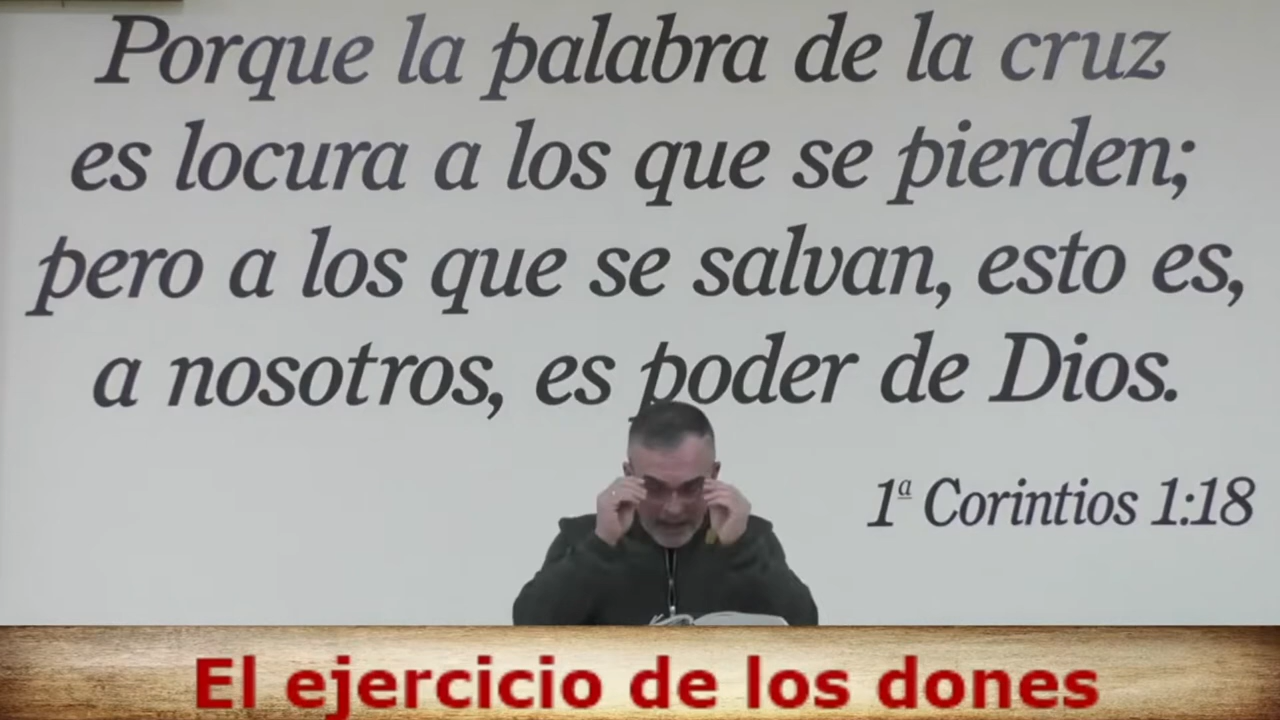 Porque la palabra de la cruz
es locura a los que se pierden;
pero a los que se salvan, esto es,
a nosotros, es poder de Dios.
1ª Corintios 1:18
El ejercicio de los dones